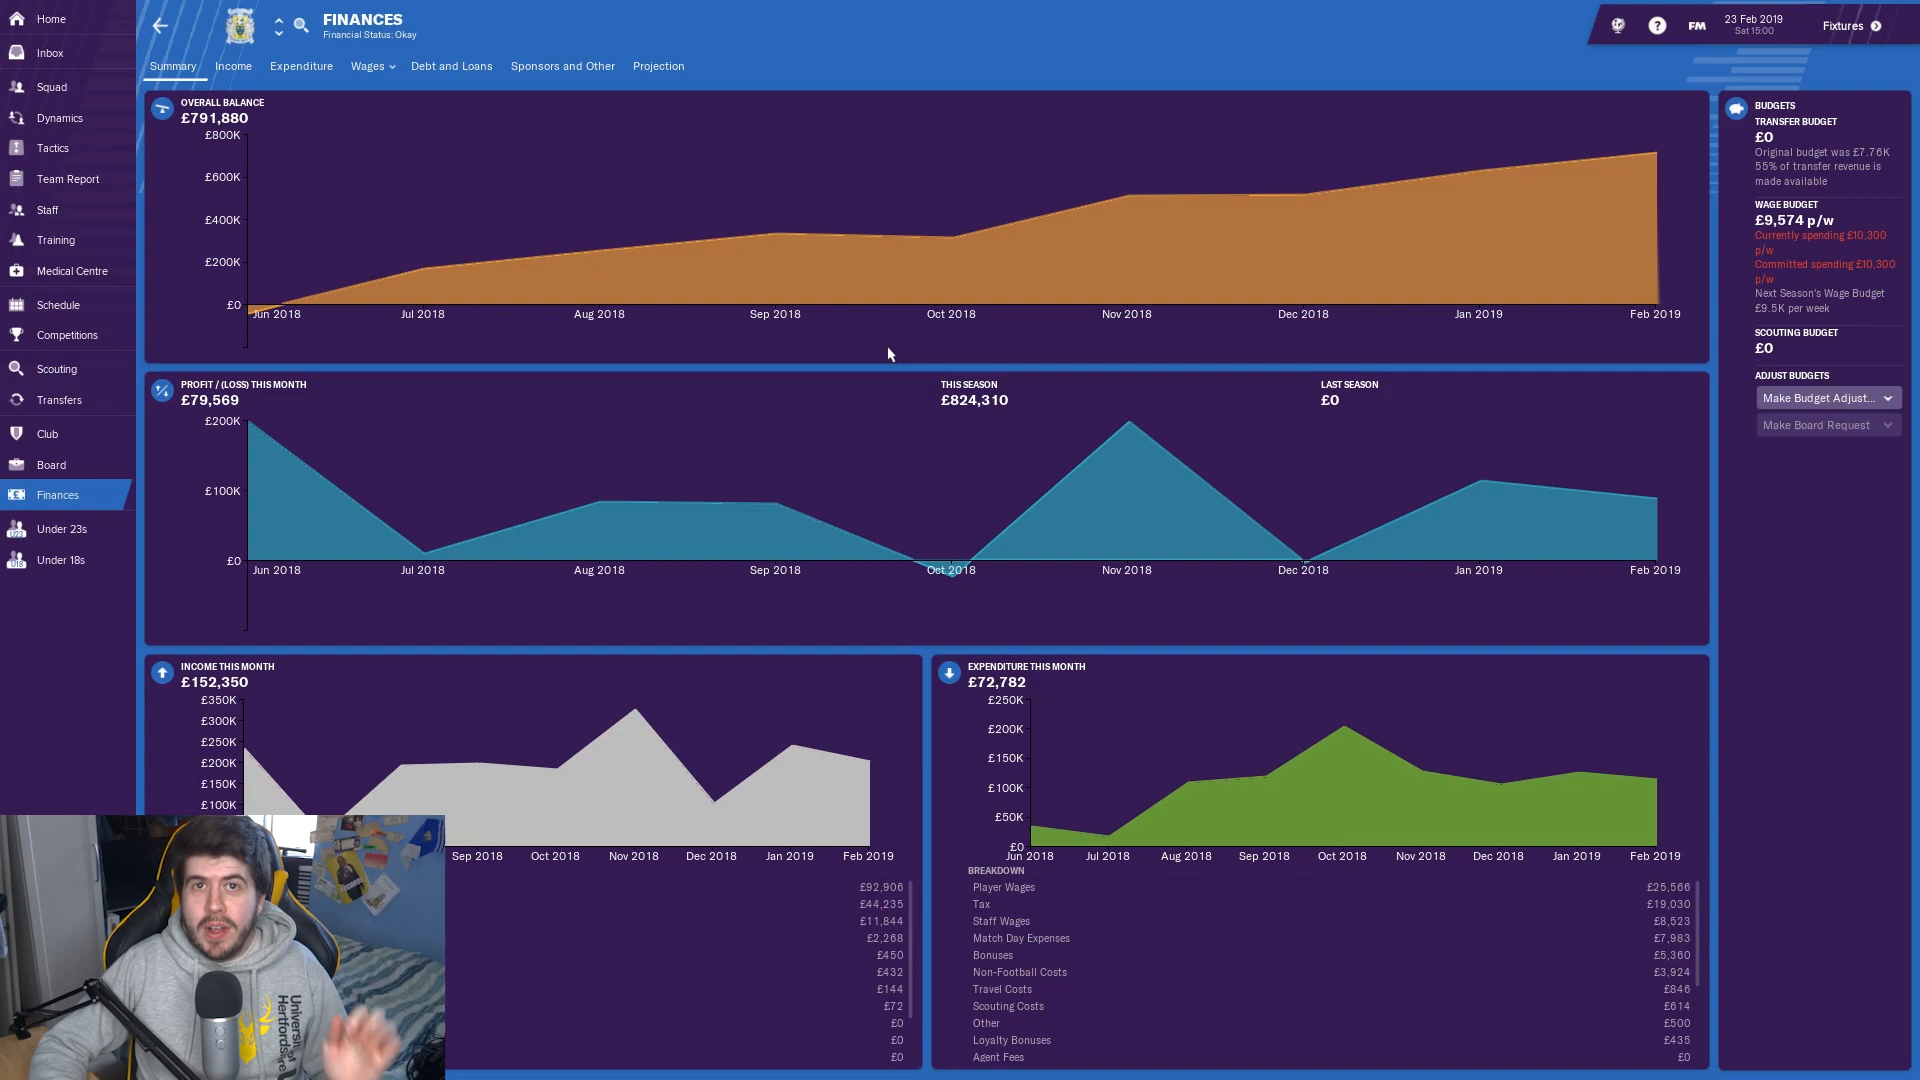 Home
Inbox
Squad
Dynamics
Tactics
Team Report
Staff
Training
Medical Centre
Schedule
Competitions
Scouting
Transfers
Club
Board
Finances
Under 23s
Under 18s
FINANCES
Financial Status: Okay
FM
23 Feb 2019
Sat 15:00
Fixtures
Summary
Income
Expenditure
Wages
Debt and Loans
Sponsors and Other
Projection
OVERALL BALANCE
£791,880
£800K
£600K
£400K
£200K
£0
Jun 2018
Jul 2018
Aug 2018
Sep 2018
Oct 2018
Nov 2018
Dec 2018
Jan 2019
Feb 2019
PROFIT / (LOSS) THIS MONTH
£79,569
THIS SEASON
£824,310
LAST SEASON
£0
£200K
£100K
£0
Jun 2018
Jul 2018
Aug 2018
Sep 2018
Oct 2018
Nov 2018
Dec 2018
Jan 2019
Feb 2019
INCOME THIS MONTH
£152,350
£350K
£300K
£250K
£200K
£150K
£100K
Sep 2018
Oct 2018
Nov 2018
Dec 2018
Jan 2019
Feb 2019
£92,906
£44,235
£11,844
£2,268
£450
£432
£144
£72
£0
£0
£0
EXPENDITURE THIS MONTH
£72,782
£250K
£200K
£150K
£100K
£50K
£0
Jun 2018
Jul 2018
Aug 2018
Sep 2018
Oct 2018
Nov 2018
Dec 2018
Jan 2019
Feb 2019
BREAKDOWN
Player Wages £25,566
Tax £19,030
Staff Wages £8,523
Match Day Expenses £7,983
Bonuses £5,360
Non-Football Costs £3,924
Travel Costs £846
Scouting Costs £614
Other £500
Loyalty Bonuses £435
Agent Fees £0
BUDGETS
TRANSFER BUDGET
£0
Original budget was £7.76K
55% of transfer revenue is
made available
WAGE BUDGET
£9,574 p/w
Currently spending £10,300
p/w
Committed spending £10,300
p/w
Next Season's Wage Budget
£9.5K per week
SCOUTING BUDGET
£0
ADJUST BUDGETS
Make Budget Adjust...
Make Board Request
University of
Hertfordshire